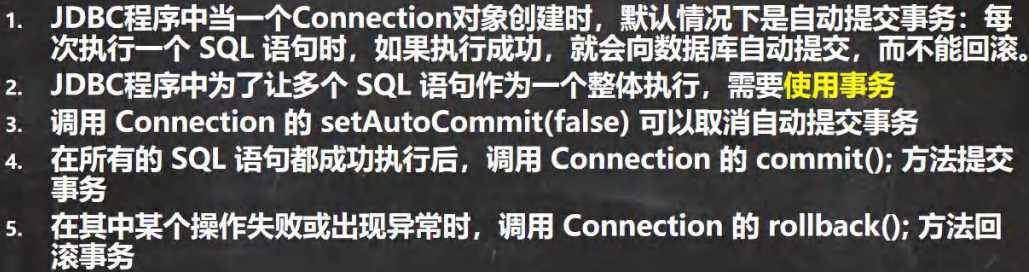 1. JDBC程序中当一个Connection对象创建时，默认情况下是自动提交事务：每
次执行一个 SQL 语句时，如果执行成功，就会向数据库自动提交，而不能回滚。
2. JDBC程序中为了让多个 SQL 语句作为一个整体执行，需要使用事务
3. 调用 Connection 的 setAutoCommit(false) 可以取消自动提交事务
4. 在所有的 SQL 语句都成功执行后，调用 Connection 的 commit(); 方法提交
事务
5. 在其中某个操作失败或出现异常时，调用 Connection 的 rollback(); 方法回
滚事务